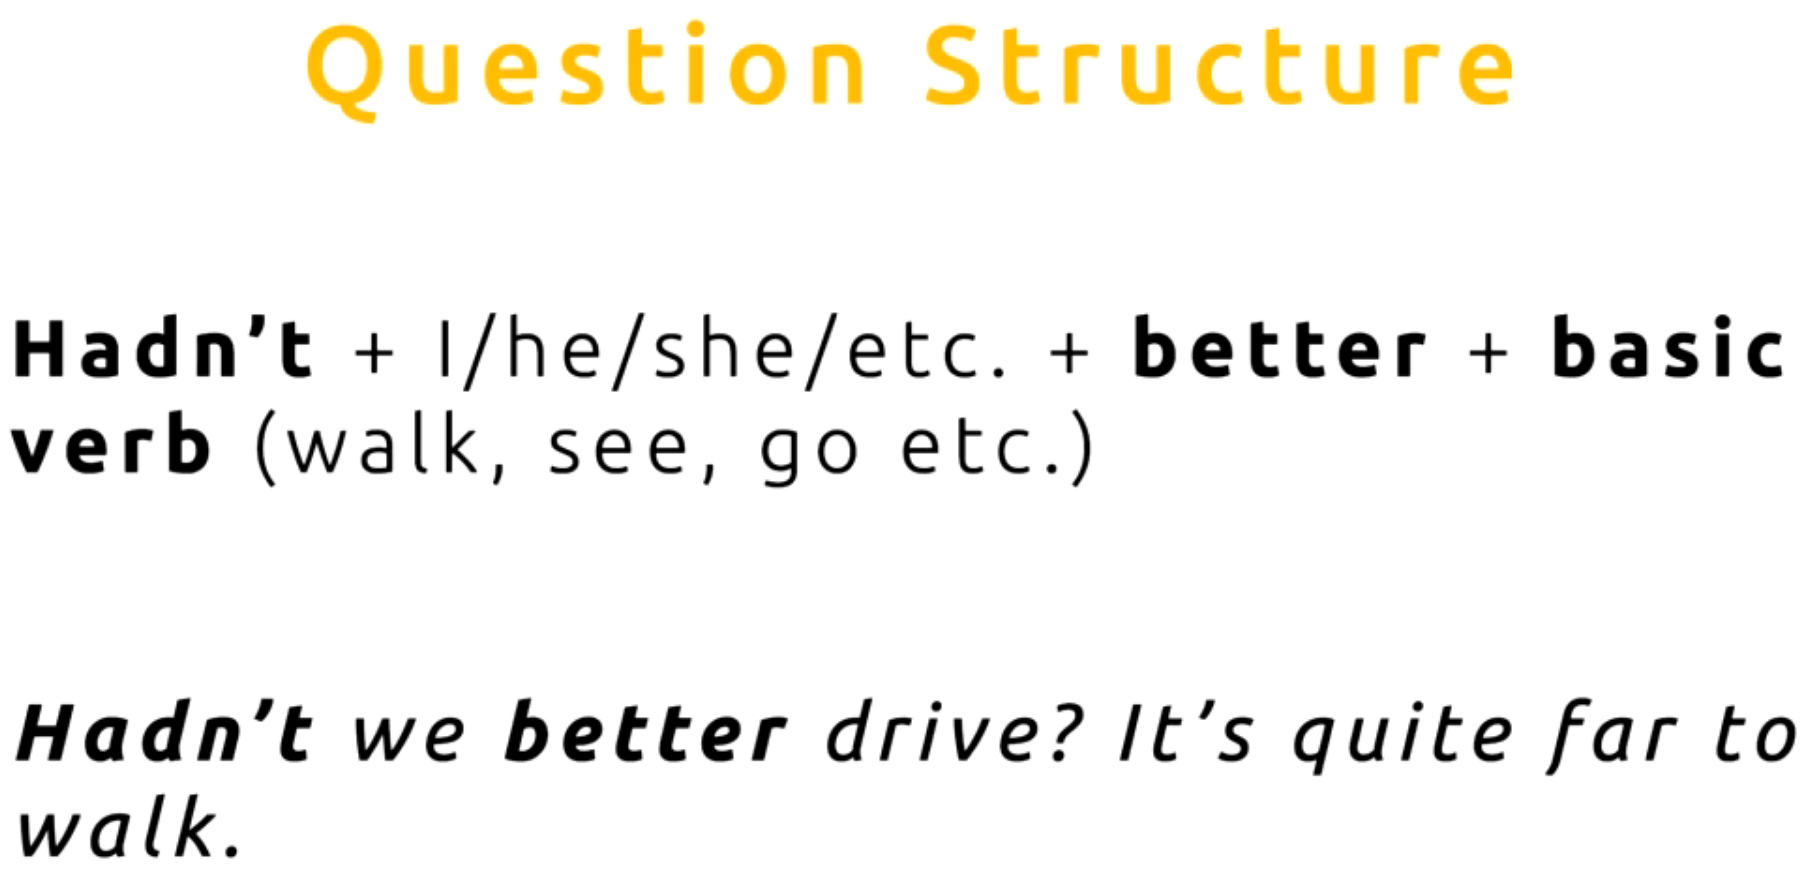 Question Structure
Hadn’t + I/he/she/etc. + better + basic
verb (walk, see, go etc.)
Hadn’t we better drive? It’s quite far to
walk.